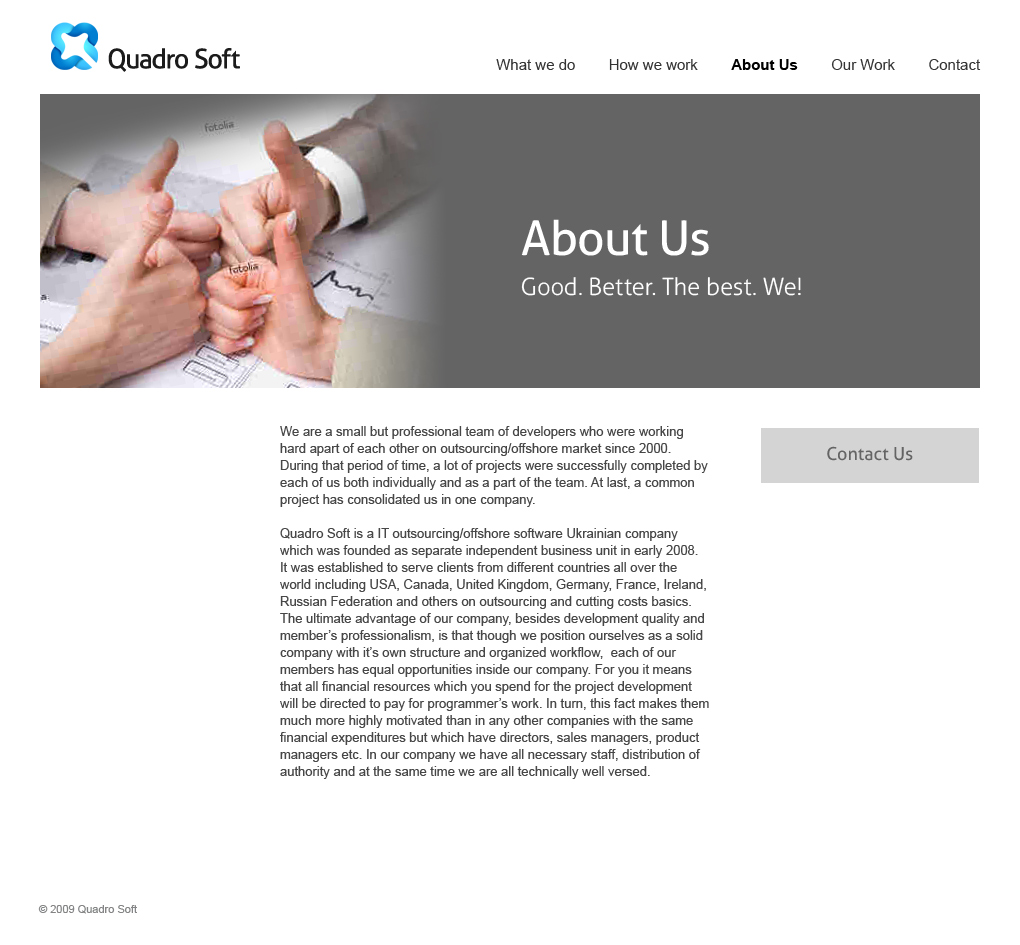 Quadro Soft
What we do How we work About Us Our Work Contact
fotolia
fotolia
About Us
Good. Better. The best. We!
We are a small but professional team of developers who were working
hard apart of each other on outsourcing/offshore market since 2000.
During that period of time, a lot of projects were successfully completed by
each of us both individually and as a part of the team. At last, a common
project has consolidated us in one company.
Contact Us
Quadro Soft is a IT outsourcing/offshore software Ukrainian company
which was founded as separate independent business unit in early 2008.
It was established to serve clients from different countries all over the
world including USA, Canada, United Kingdom, Germany, France, Ireland,
Russian Federation and others on outsourcing and cutting costs basics.
The ultimate advantage of our company, besides development quality and
member’s professionalism, is that though we position ourselves as a solid
company with it’s own structure and organized workflow,  each of our
members has equal opportunities inside our company. For you it means
that all financial resources which you spend for the project development
will be directed to pay for programmer’s work. In turn, this fact makes them
much more highly motivated than in any other companies with the same
financial expenditures but which have directors, sales managers, product
managers etc. In our company we have all necessary staff, distribution of
authority and at the same time we are all technically well versed.
© 2009 Quadro Soft